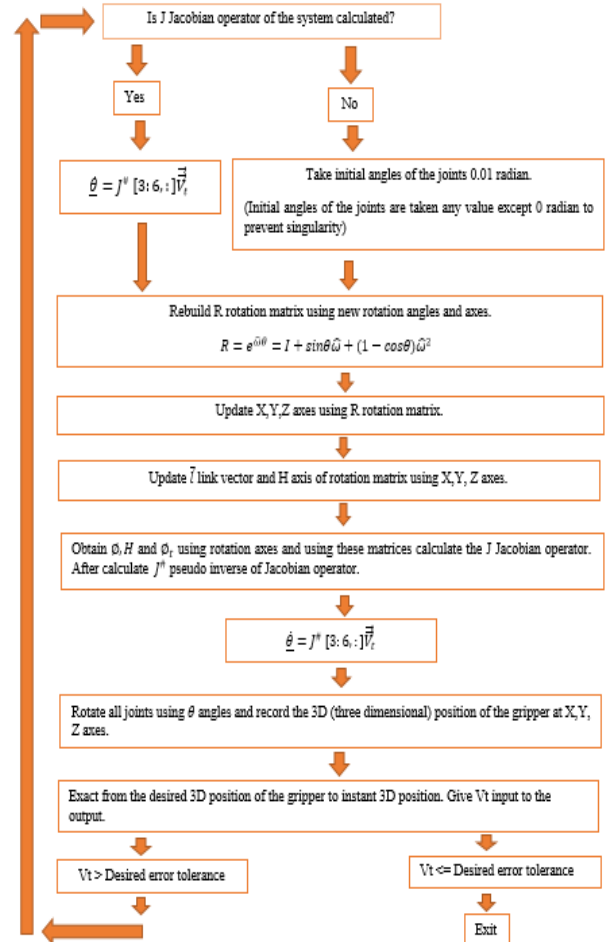 Is J Jacobian operator of the system calculated?
Yes
No
θ̲̇ = J^# [3:6,:]V⃗_t
Take initial angles of the joints 0.01 radian.
(Initial angles of the joints are taken any value except 0 radian to
prevent singularity)
Rebuild R rotation matrix using new rotation angles and axes.
R = e^{ω̂θ} = I + sinθω̂ + (1 − cosθ)ω̂²
Update X,Y,Z axes using R rotation matrix.
Update l⃗ link vector and H axis of rotation matrix using X,Y, Z axes.
Obtain ∅, H and ∅_t using rotation axes and using these matrices calculate the J Jacobian operator.
After calculate J^# pseudo inverse of Jacobian operator.
θ̲̇ = J^# [3:6,:]V⃗_t
Rotate all joints using θ angles and record the 3D (three dimensional) position of the gripper at X,Y,
Z axes.
Exact from the desired 3D position of the gripper to instant 3D position. Give Vt input to the
output.
Vt > Desired error tolerance
Vt <= Desired error tolerance
Exit